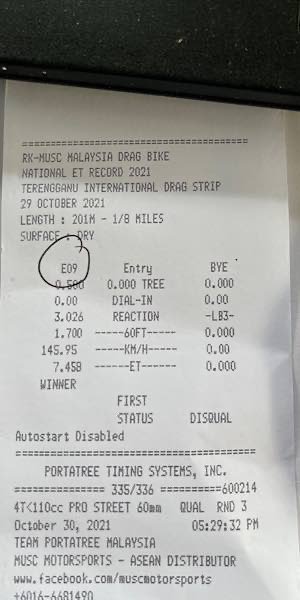 ==========================================
RK-MUSC MALAYSIA DRAG BIKE
NATIONAL ET RECORD 2021
TERENGGANU INTERNATIONAL DRAG STRIP
29 OCTOBER 2021
LENGTH : 201M - 1/8 MILES
SURFACE : DRY
E09 Entry BYE
0.500 0.000 TREE 0.000
0.00 DIAL-IN 0.00
3.026 REACTION -LB3-
1.700 -----60FT----- 0.000
145.95 -----KM/H----- 0.00
7.458 ------ET------ 0.000
WINNER
FIRST
STATUS DISQUAL
Autostart Disabled
==========================================
PORTATREE TIMING SYSTEMS, INC.
=============== 335/336 ==========600214
4T<110cc PRO STREET 60mm QUAL RND 3
October 30, 2021 05:29:32 PM
TEAM PORTATREE MALAYSIA
MUSC MOTORSPORTS - ASEAN DISTRIBUTOR
www.facebook.com/muscmotorsports
+6016-6681490